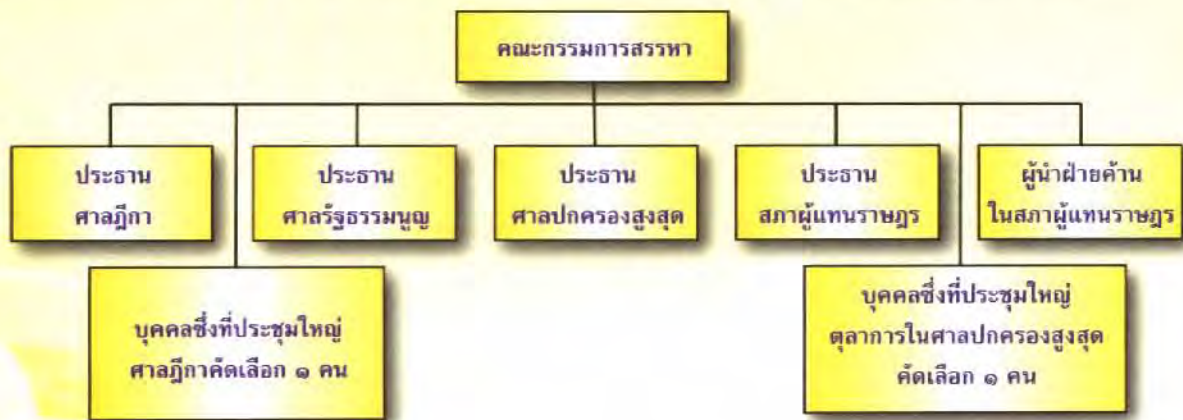 คณะกรรมการสรรหา
ประธาน
ศาลฎีกา
ประธาน
ศาลรัฐธรรมนูญ
ประธาน
ศาลปกครองสูงสุด
ประธาน
สภาผู้แทนราษฎร
ผู้นำฝ่ายค้าน
ในสภาผู้แทนราษฎร
บุคคลซึ่งที่ประชุมใหญ่
ศาลฎีกาคัดเลือก ๑ คน
บุคคลซึ่งที่ประชุมใหญ่
ตุลาการในศาลปกครองสูงสุด
คัดเลือก ๑ คน